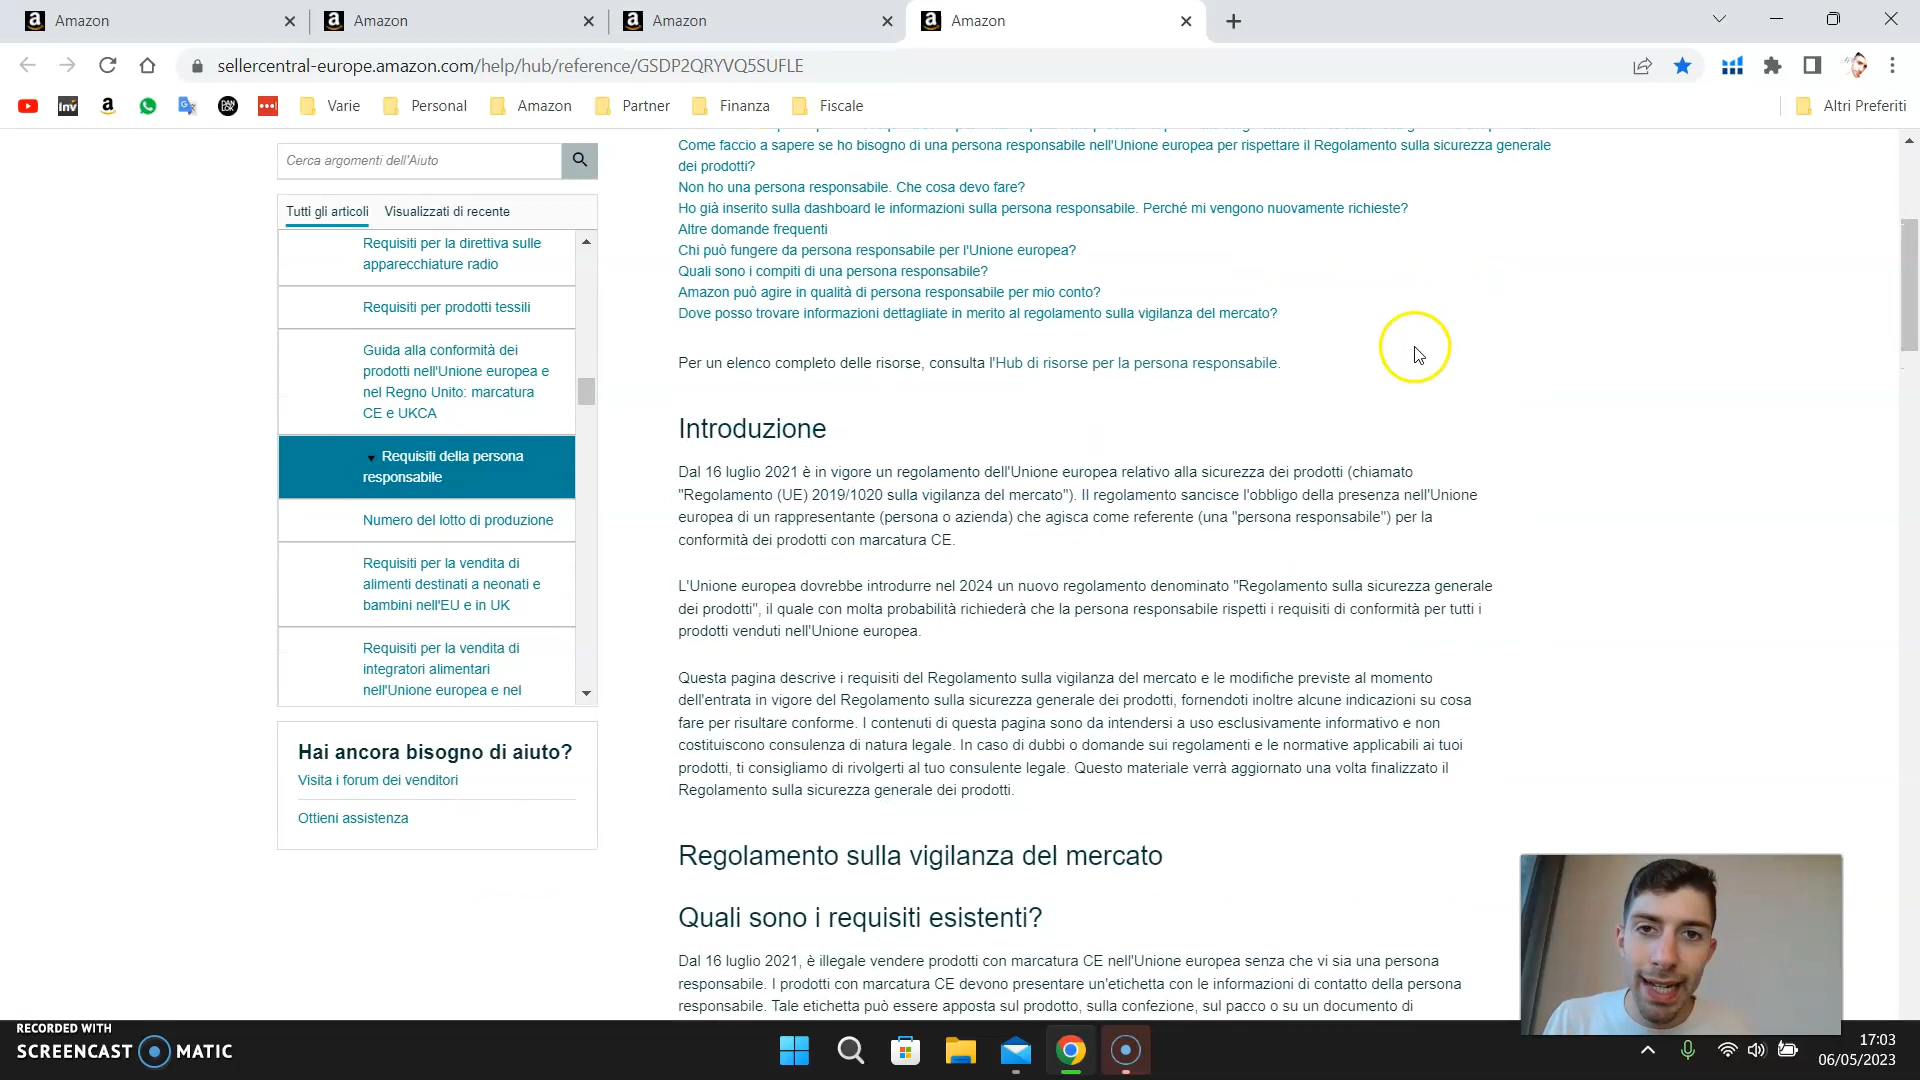 Amazon
Amazon
Amazon
Amazon
sellercentral-europe.amazon.com/help/hub/reference/GSDP2QRYVQ5SUFLE
Inv
DAN LOK
Varie
Personal
Amazon
Partner
Finanza
Fiscale
Altri Preferiti
Cerca argomenti dell'Aiuto
Tutti gli articoli
Visualizzati di recente
Requisiti per la direttiva sulle
apparecchiature radio
Requisiti per prodotti tessili
Guida alla conformità dei
prodotti nell'Unione europea e
nel Regno Unito: marcatura
CE e UKCA
Requisiti della persona
responsabile
Numero del lotto di produzione
Requisiti per la vendita di
alimenti destinati a neonati e
bambini nell'EU e in UK
Requisiti per la vendita di
integratori alimentari
nell'Unione europea e nel
Hai ancora bisogno di aiuto?
Visita i forum dei venditori
Ottieni assistenza
Come faccio a sapere se ho bisogno di una persona responsabile nell'Unione europea per rispettare il Regolamento sulla sicurezza generale
dei prodotti?
Non ho una persona responsabile. Che cosa devo fare?
Ho già inserito sulla dashboard le informazioni sulla persona responsabile. Perché mi vengono nuovamente richieste?
Altre domande frequenti
Chi può fungere da persona responsabile per l'Unione europea?
Quali sono i compiti di una persona responsabile?
Amazon può agire in qualità di persona responsabile per mio conto?
Dove posso trovare informazioni dettagliate in merito al regolamento sulla vigilanza del mercato?
Per un elenco completo delle risorse, consulta l'Hub di risorse per la persona responsabile.
Introduzione
Dal 16 luglio 2021 è in vigore un regolamento dell'Unione europea relativo alla sicurezza dei prodotti (chiamato
"Regolamento (UE) 2019/1020 sulla vigilanza del mercato"). Il regolamento sancisce l'obbligo della presenza nell'Unione
europea di un rappresentante (persona o azienda) che agisca come referente (una "persona responsabile") per la
conformità dei prodotti con marcatura CE.
L'Unione europea dovrebbe introdurre nel 2024 un nuovo regolamento denominato "Regolamento sulla sicurezza generale
dei prodotti", il quale con molta probabilità richiederà che la persona responsabile rispetti i requisiti di conformità per tutti i
prodotti venduti nell'Unione europea.
Questa pagina descrive i requisiti del Regolamento sulla vigilanza del mercato e le modifiche previste al momento
dell'entrata in vigore del Regolamento sulla sicurezza generale dei prodotti, fornendoti inoltre alcune indicazioni su cosa
fare per risultare conforme. I contenuti di questa pagina sono da intendersi a uso esclusivamente informativo e non
costituiscono consulenza di natura legale. In caso di dubbi o domande sui regolamenti e le normative applicabili ai tuoi
prodotti, ti consigliamo di rivolgerti al tuo consulente legale. Questo materiale verrà aggiornato una volta finalizzato il
Regolamento sulla sicurezza generale dei prodotti.
Regolamento sulla vigilanza del mercato
Quali sono i requisiti esistenti?
Dal 16 luglio 2021, è illegale vendere prodotti con marcatura CE nell'Unione europea senza che vi sia una persona
responsabile. I prodotti con marcatura CE devono presentare un'etichetta con le informazioni di contatto della persona
responsabile. Tale etichetta può essere apposta sul prodotto, sulla confezione, sul pacco o su un documento di
RECORDED WITH
SCREENCAST MATIC
17:03
06/05/2023